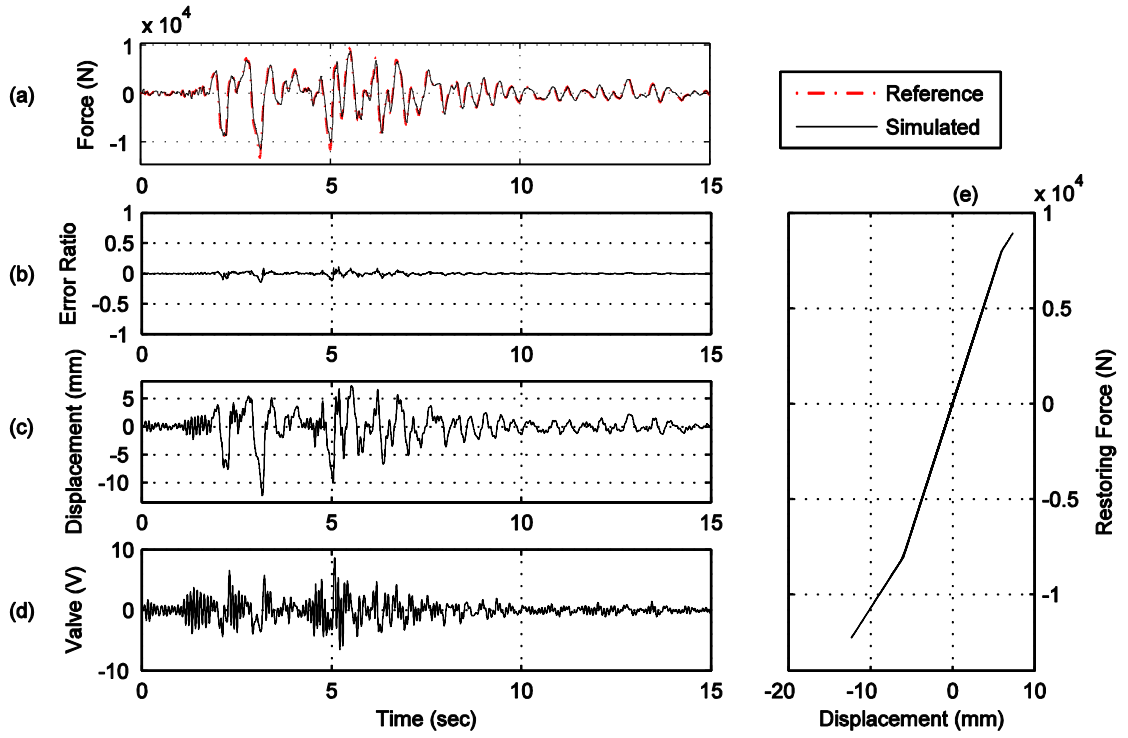 x 10^4
(a)
Force (N)
1
0
-1
0
5
10
15
Reference
Simulated
(b)
Error Ratio
1
0.5
0
-0.5
-1
0
5
10
15
(c)
Displacement (mm)
5
0
-5
-10
0
5
10
15
(d)
Valve (V)
10
0
-10
0
5
10
15
Time (sec)
(e)
x 10^4
1
0.5
0
-0.5
-1
Restoring Force (N)
-20
-10
0
10
Displacement (mm)